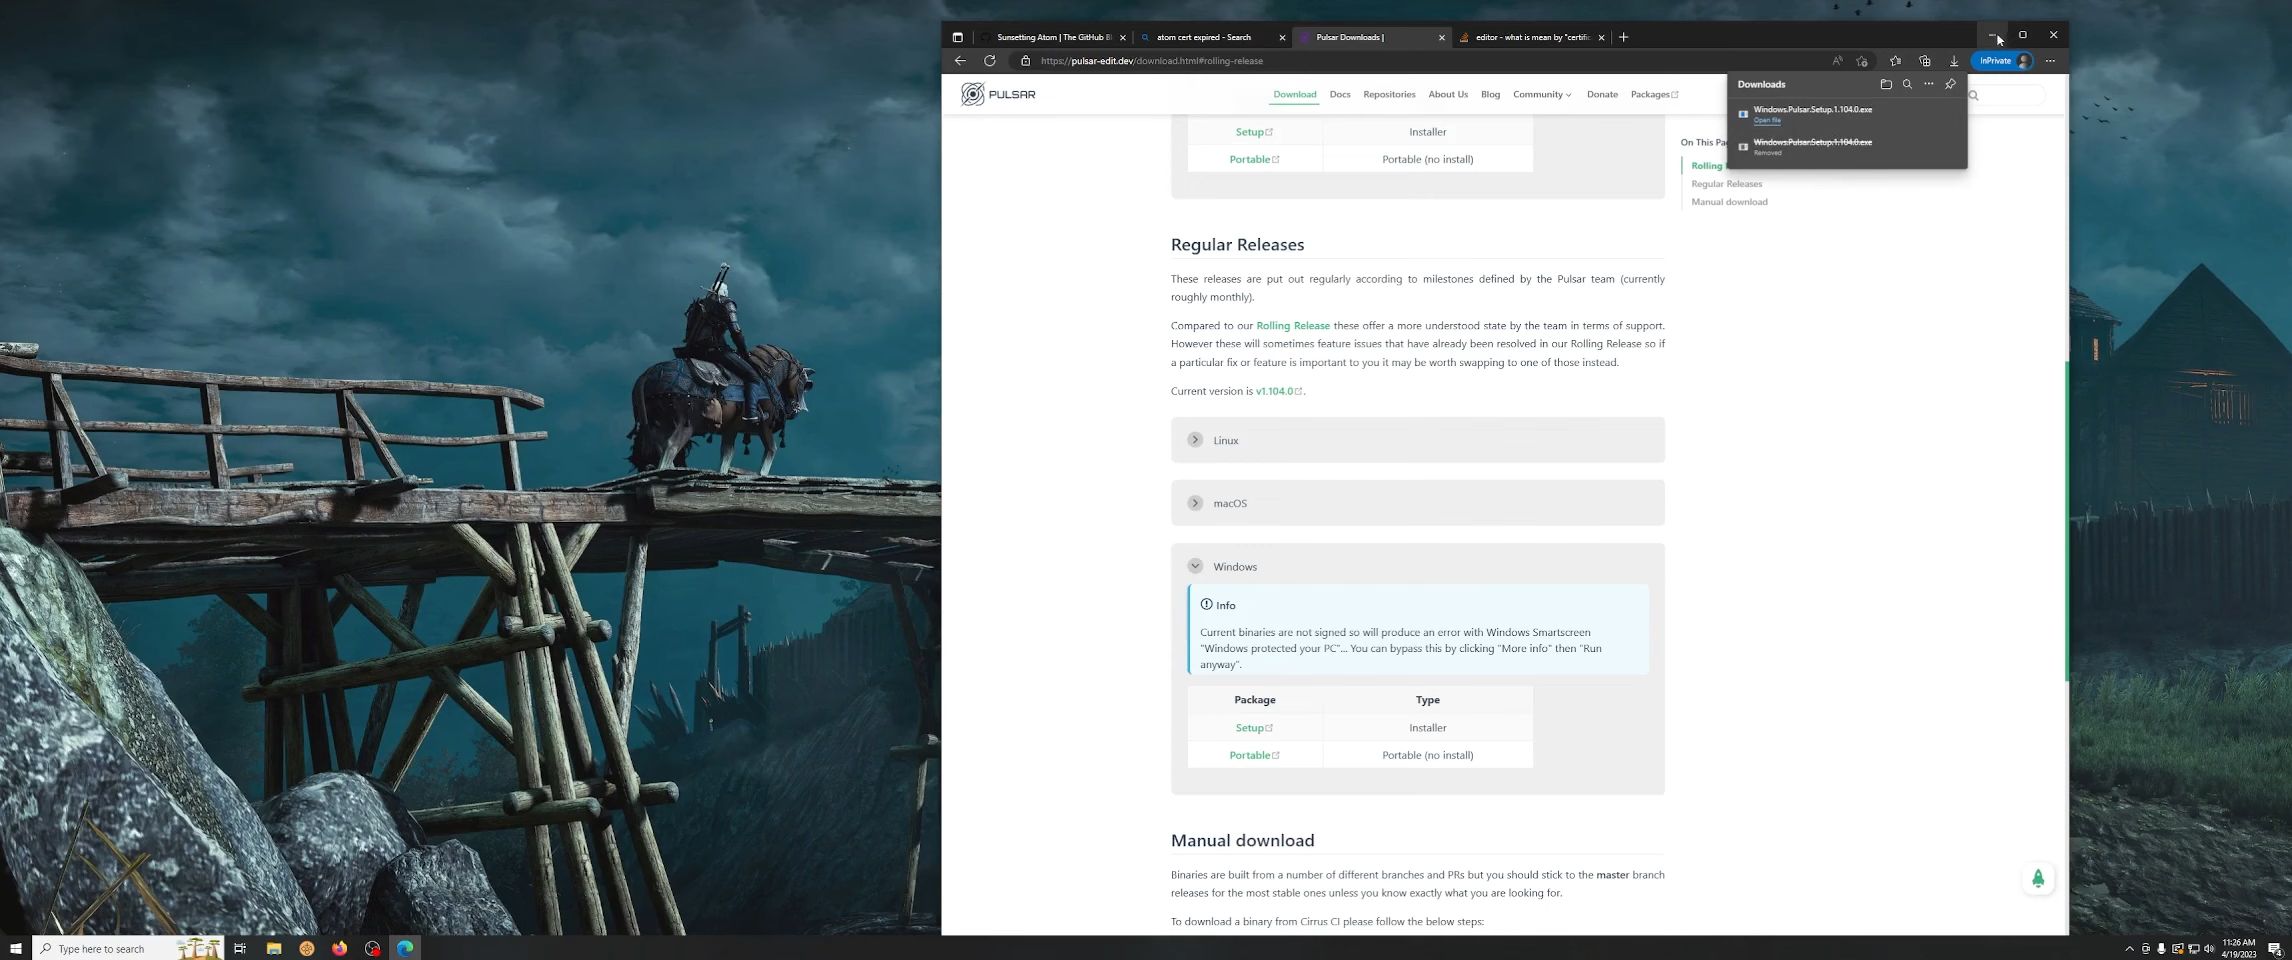 Sunsetting Atom | The GitHub Bl
atom cert expired - Search
Pulsar Downloads |
editor - what is mean by "certific
https://pulsar-edit.dev/download.html#rolling-release
InPrivate
PULSAR
Download
Docs
Repositories
About Us
Blog
Community
Donate
Packages
Downloads
Windows.Pulsar.Setup.1.104.0.exe
Open file
Windows.Pulsar.Setup.1.104.0.exe
Removed
Setup Installer
Portable Portable (no install)
On This Pa
Rolling
Regular Releases
Manual download
Regular Releases
These releases are put out regularly according to milestones defined by the Pulsar team (currently
roughly monthly).
Compared to our Rolling Release these offer a more understood state by the team in terms of support.
However these will sometimes feature issues that have already been resolved in our Rolling Release so if
a particular fix or feature is important to you it may be worth swapping to one of those instead.
Current version is v1.104.0.
Linux
macOS
Windows
Info
Current binaries are not signed so will produce an error with Windows Smartscreen
"Windows protected your PC"... You can bypass this by clicking "More info" then "Run
anyway".
Package Type
Setup Installer
Portable Portable (no install)
Manual download
Binaries are built from a number of different branches and PRs but you should stick to the master branch
releases for the most stable ones unless you know exactly what you are looking for.
To download a binary from Cirrus CI please follow the below steps:
Type here to search
11:26 AM
4/19/2023